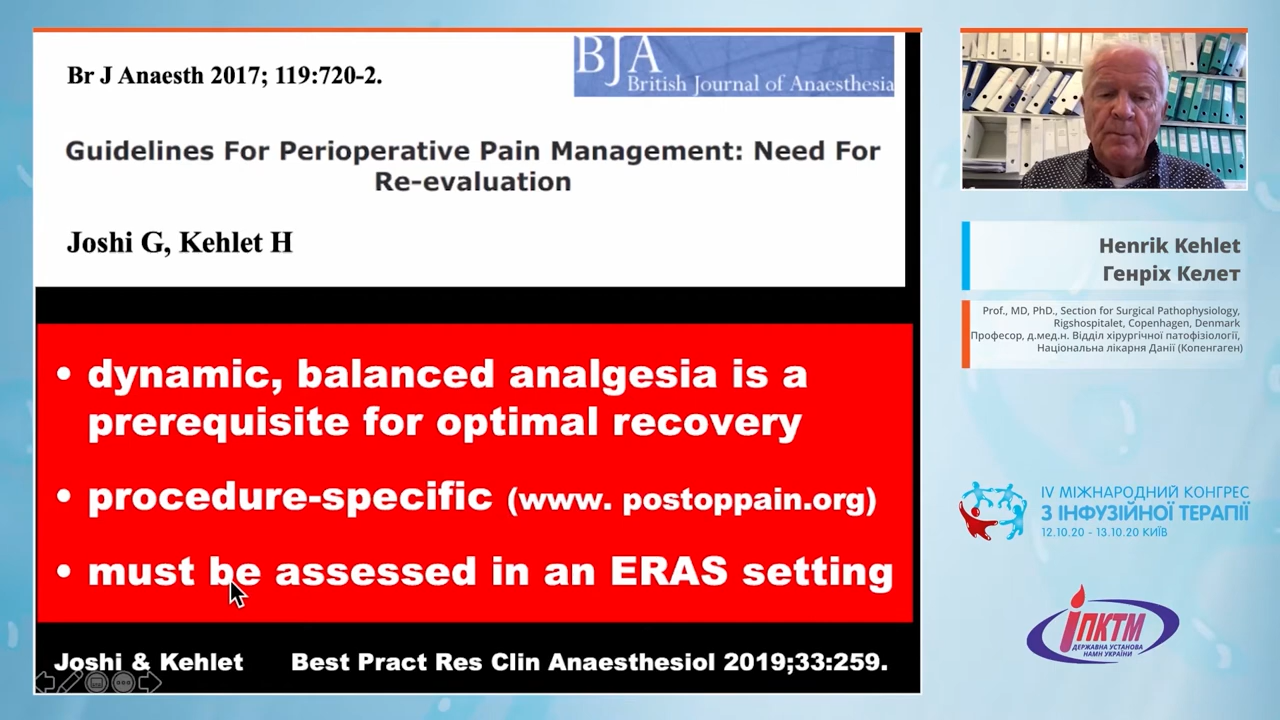 Br J Anaesth 2017; 119:720-2.
BJA
British Journal of Anaesthesia
Guidelines For Perioperative Pain Management: Need For
Re-evaluation
Joshi G, Kehlet H
• dynamic, balanced analgesia is a
prerequisite for optimal recovery
• procedure-specific (www. postoppain.org)
• must be assessed in an ERAS setting
Joshi & Kehlet Best Pract Res Clin Anaesthesiol 2019;33:259.
Henrik Kehlet
Генріх Келет
Prof., MD, PhD., Section for Surgical Pathophysiology,
Rigshospitalet, Copenhagen, Denmark
Професор, д.мед.н. Відділ хірургічної патофізіології,
Національна лікарня Данії (Копенгаген)
IV МІЖНАРОДНИЙ КОНГРЕС
З ІНФУЗІЙНОЇ ТЕРАПІЇ
12.10.20 - 13.10.20 КИЇВ
ІПКТМ
ДЕРЖАВНА УСТАНОВА
НАМН УКРАЇНИ